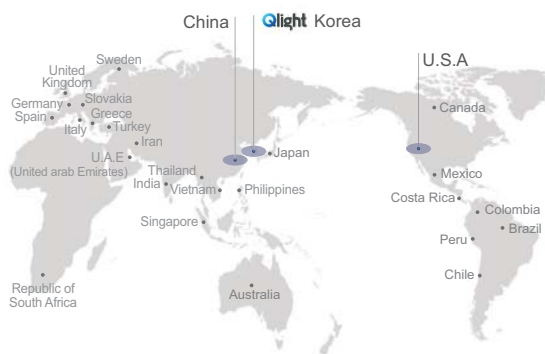 China
Qlight Korea
U.S.A
Sweden
United
Kingdom
Germany
Slovakia
Spain
Greece
Italy
Turkey
Iran
U.A.E
(United arab Emirates)
Thailand
India
Vietnam
Philippines
Japan
Singapore
Republic of
South Africa
Australia
Canada
Mexico
Costa Rica
Colombia
Brazil
Peru
Chile